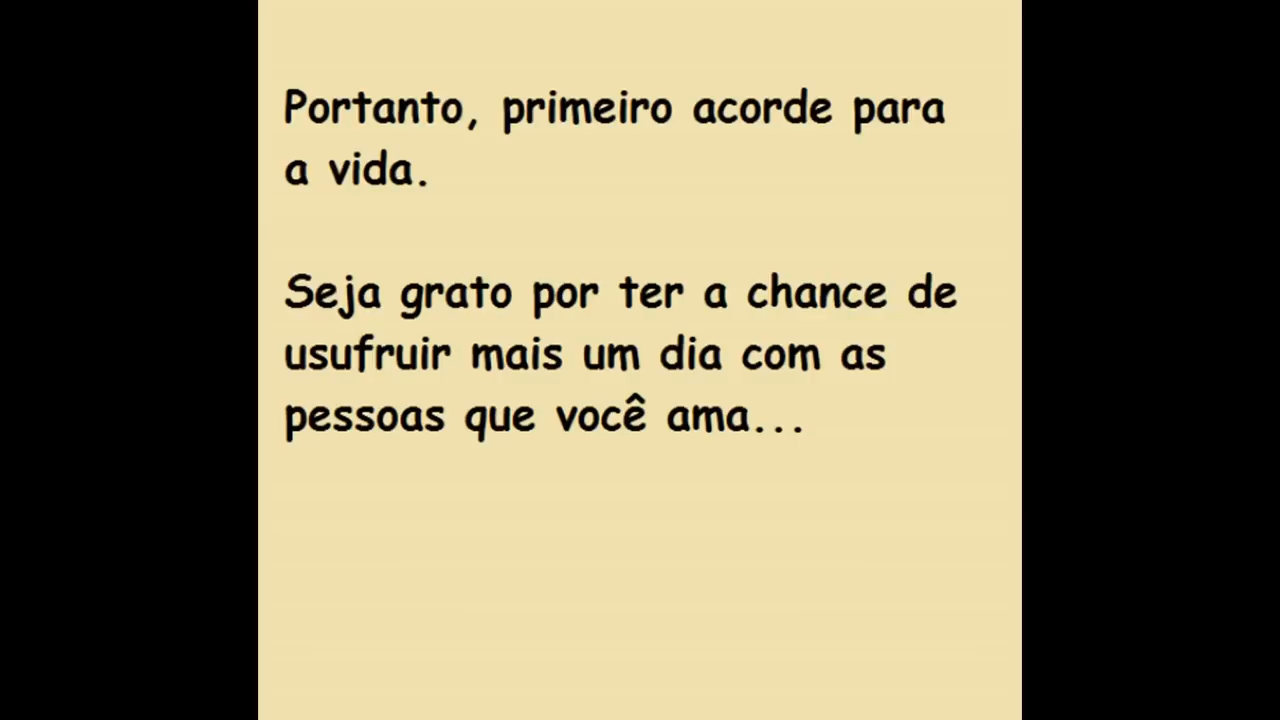 Portanto, primeiro acorde para
a vida.
Seja grato por ter a chance de
usufruir mais um dia com as
pessoas que você ama...